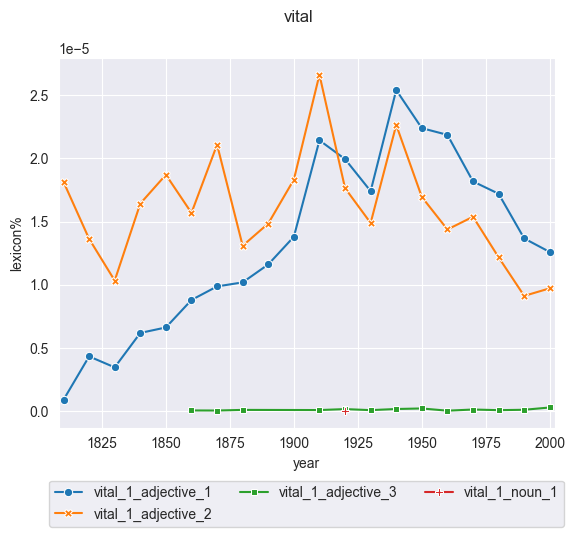 vital
1e−5
2.5
2.0
1.5
1.0
0.5
0.0
lexicon%
1825 1850 1875 1900 1925 1950 1975 2000
year
vital_1_adjective_1 vital_1_adjective_3 vital_1_noun_1
vital_1_adjective_2